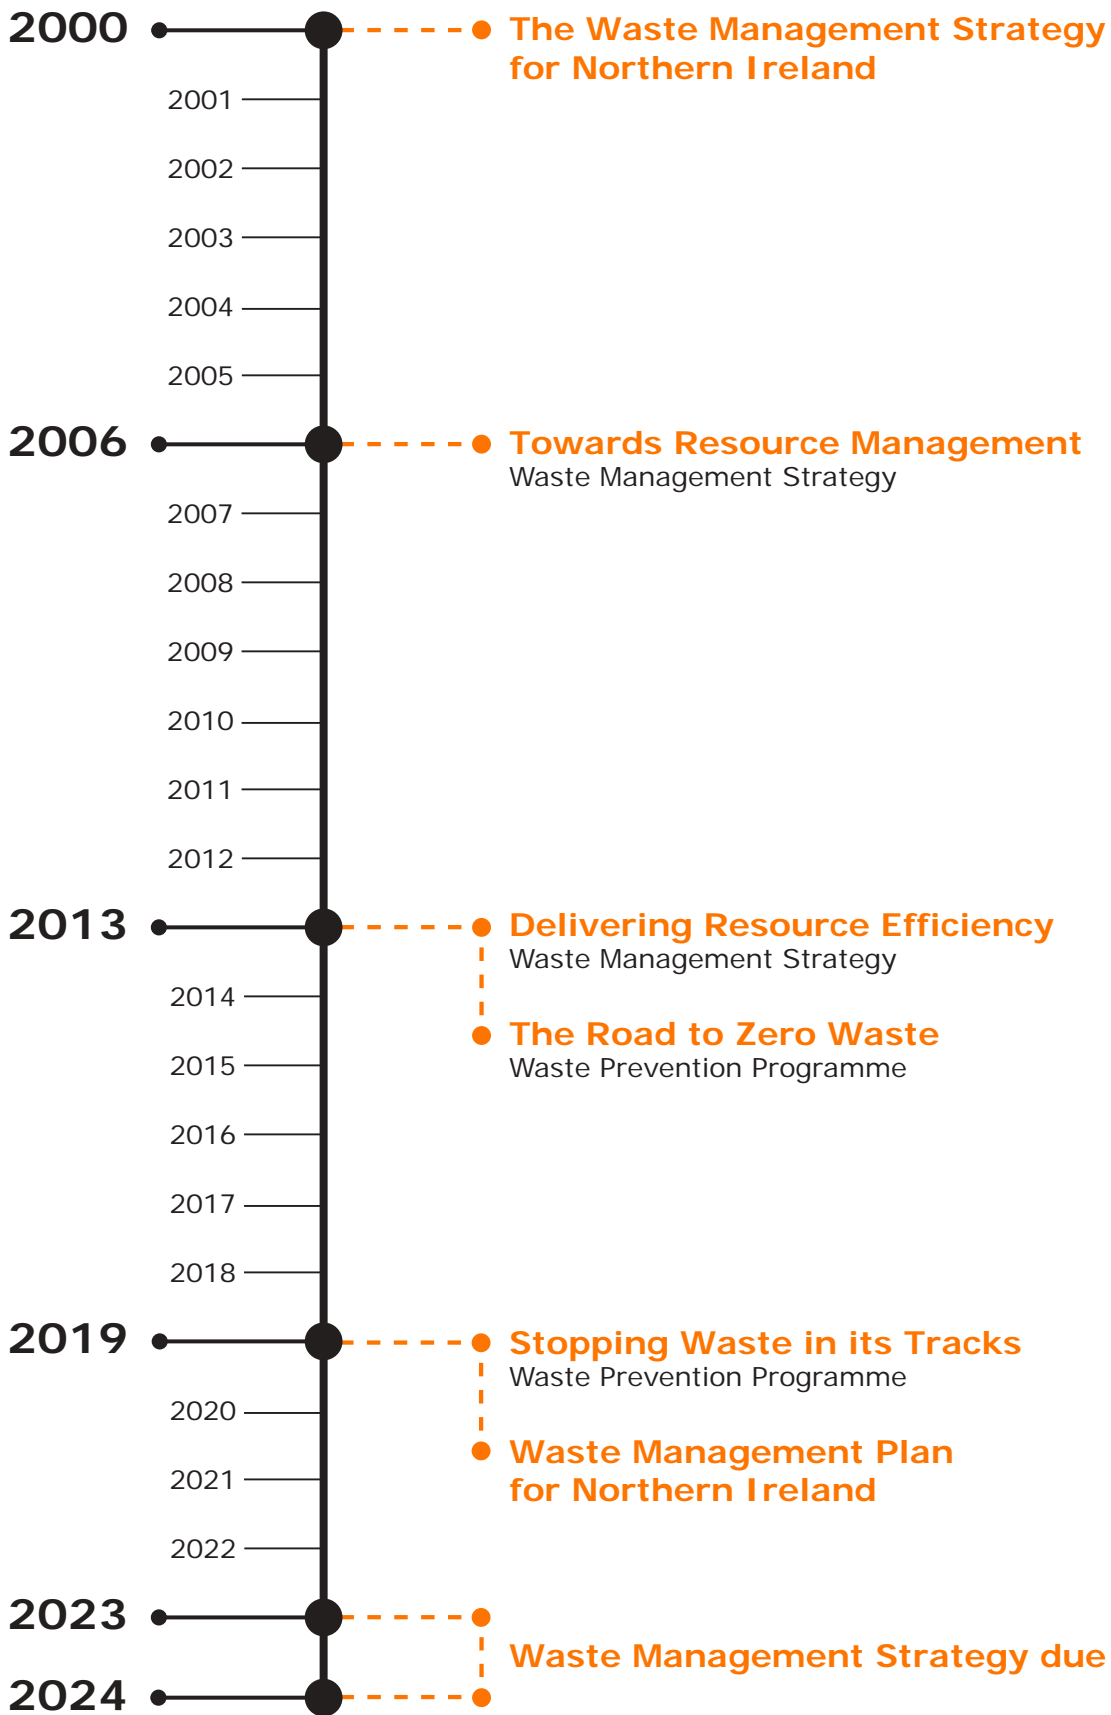 2000
The Waste Management Strategy
for Northern Ireland
2001
2002
2003
2004
2005
2006
Towards Resource Management
Waste Management Strategy
2007
2008
2009
2010
2011
2012
2013
Delivering Resource Efficiency
Waste Management Strategy
2014
The Road to Zero Waste
Waste Prevention Programme
2015
2016
2017
2018
2019
Stopping Waste in its Tracks
Waste Prevention Programme
2020
Waste Management Plan
for Northern Ireland
2021
2022
2023
Waste Management Strategy due
2024